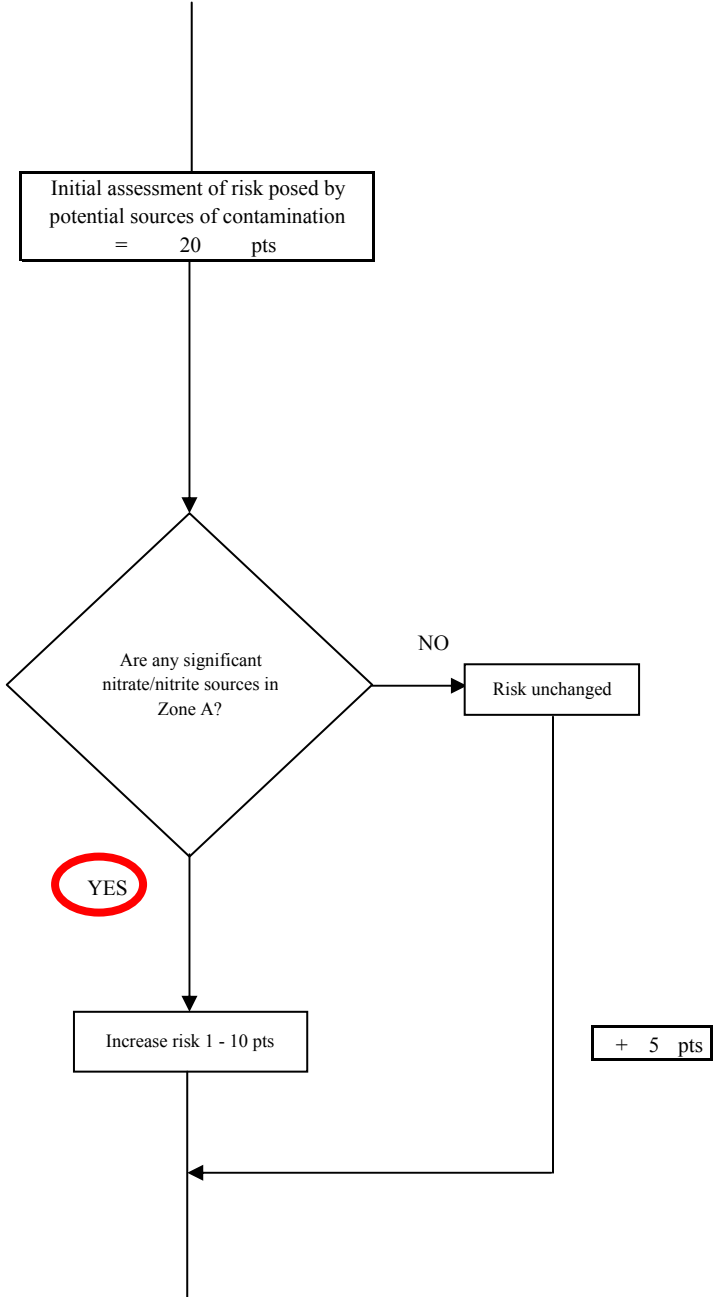 Initial assessment of risk posed by
potential sources of contamination
= 20 pts
Are any significant
nitrate/nitrite sources in
Zone A?
NO
Risk unchanged
YES
Increase risk 1 - 10 pts
+ 5 pts